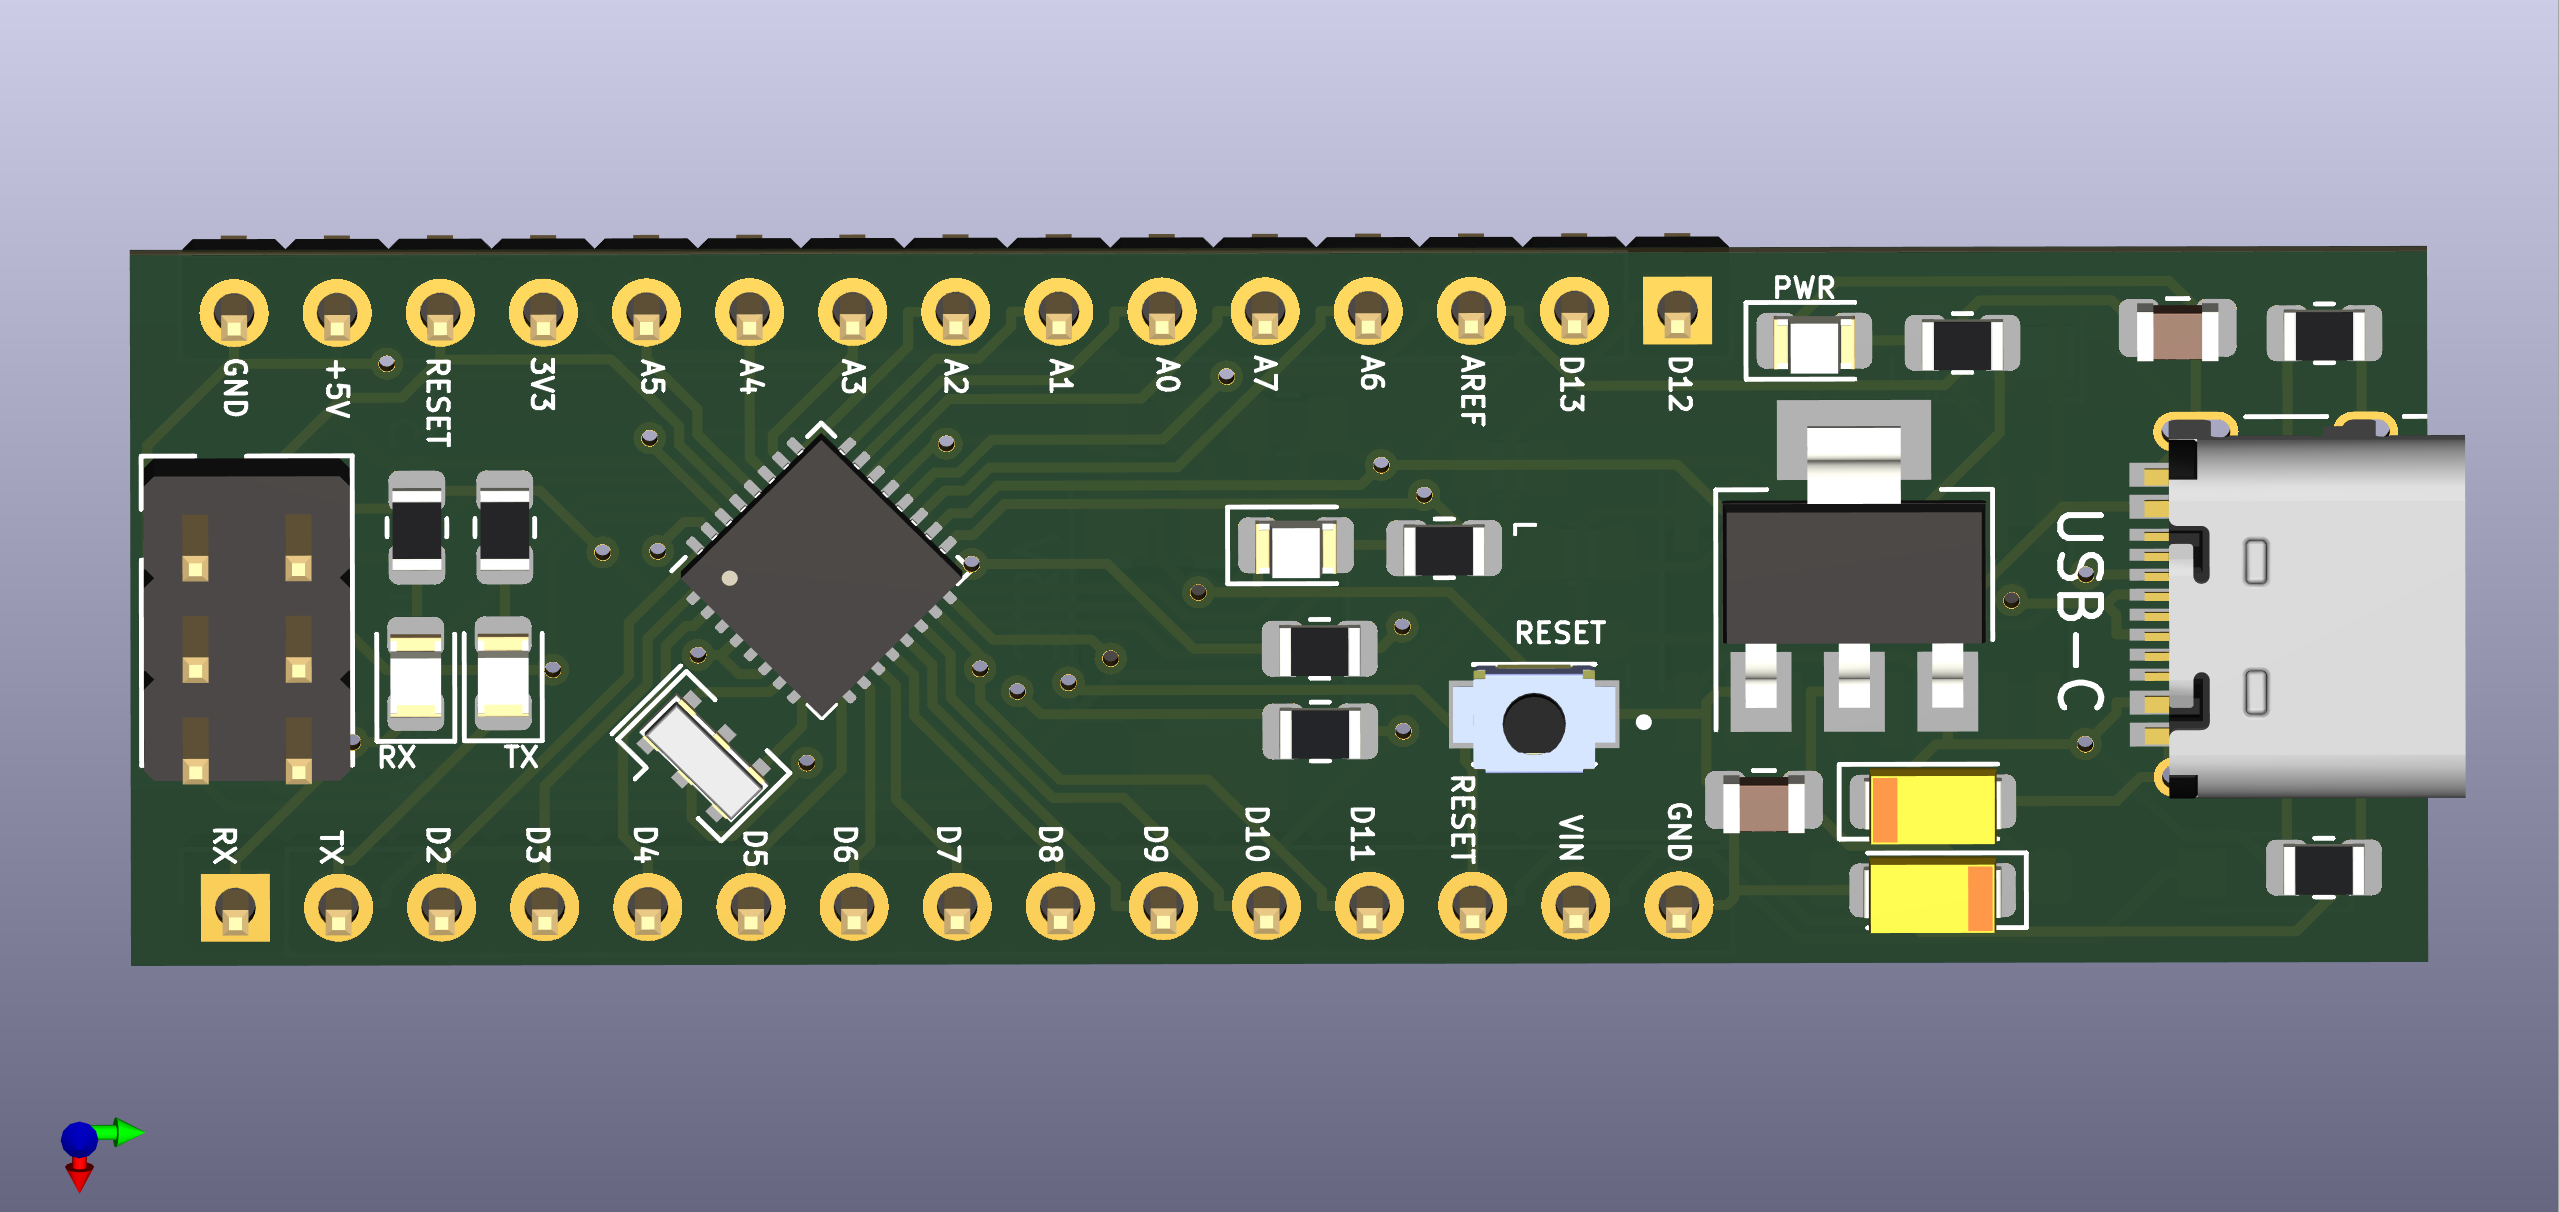 PWR
GND
+5V
RESET
3V3
A5
A4
A3
A2
A1
A0
A7
A6
AREF
D13
D12
L
USB-C
RESET
RX
TX
RX
TX
D2
D3
D4
D5
D6
D7
D8
D9
D10
D11
RESET
VIN
GND